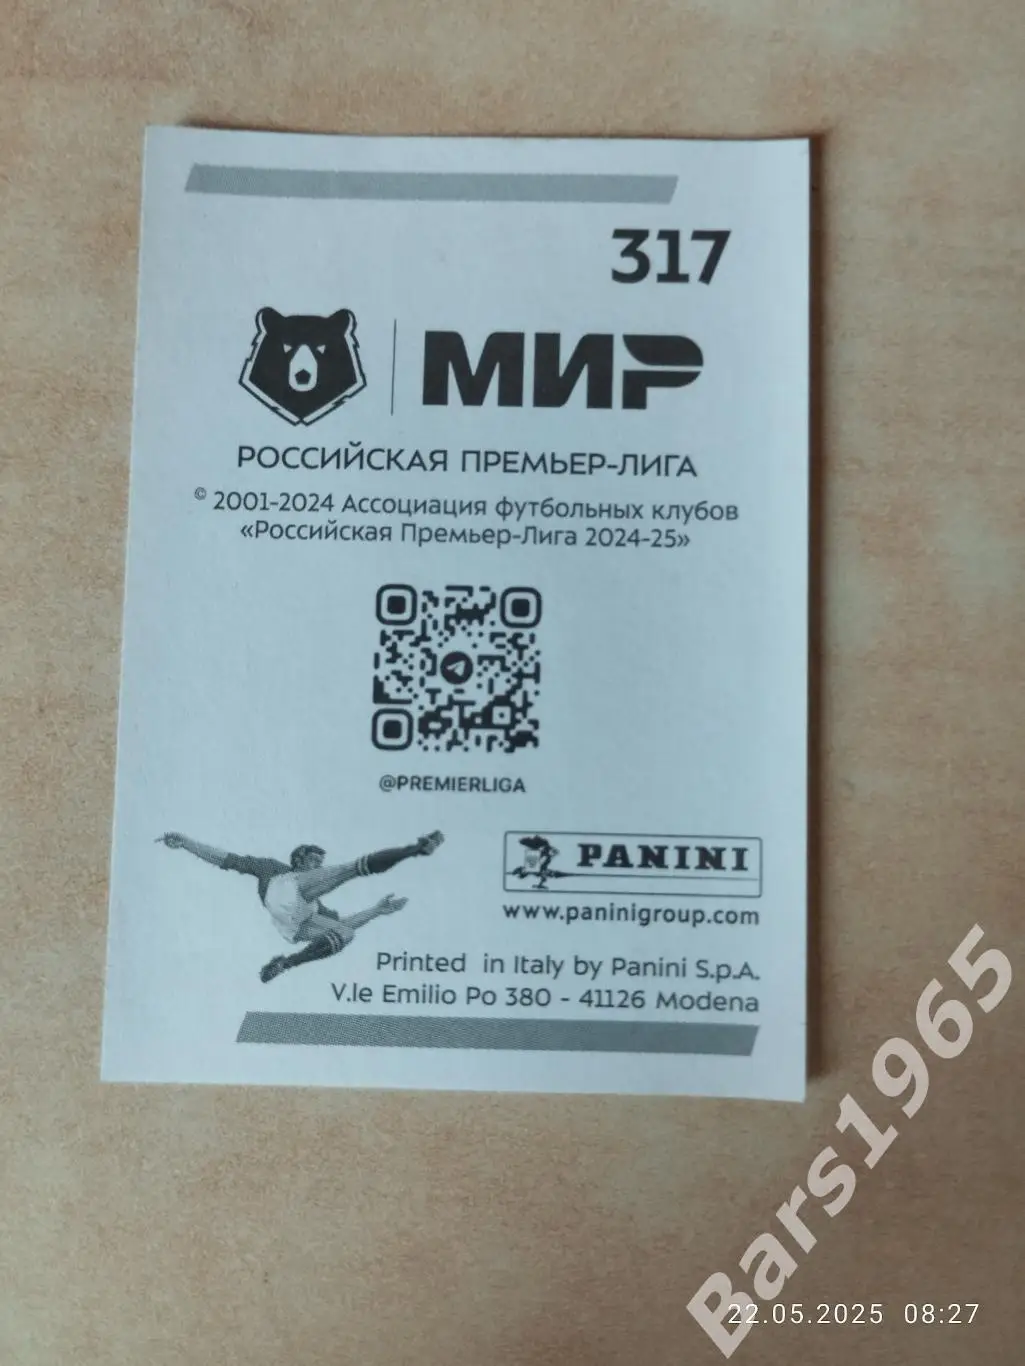 317
МИР
РОССИЙСКАЯ ПРЕМЬЕР-ЛИГА
© 2001-2024 Ассоциация футбольных клубов
«Российская Премьер-Лига 2024-25»
@PREMIERLIGA
PANINI
www.paninigroup.com
Printed in Italy by Panini S.p.A.
V.le Emilio Po 380 - 41126 Modena
Bars1965
22.05.2025 08:27